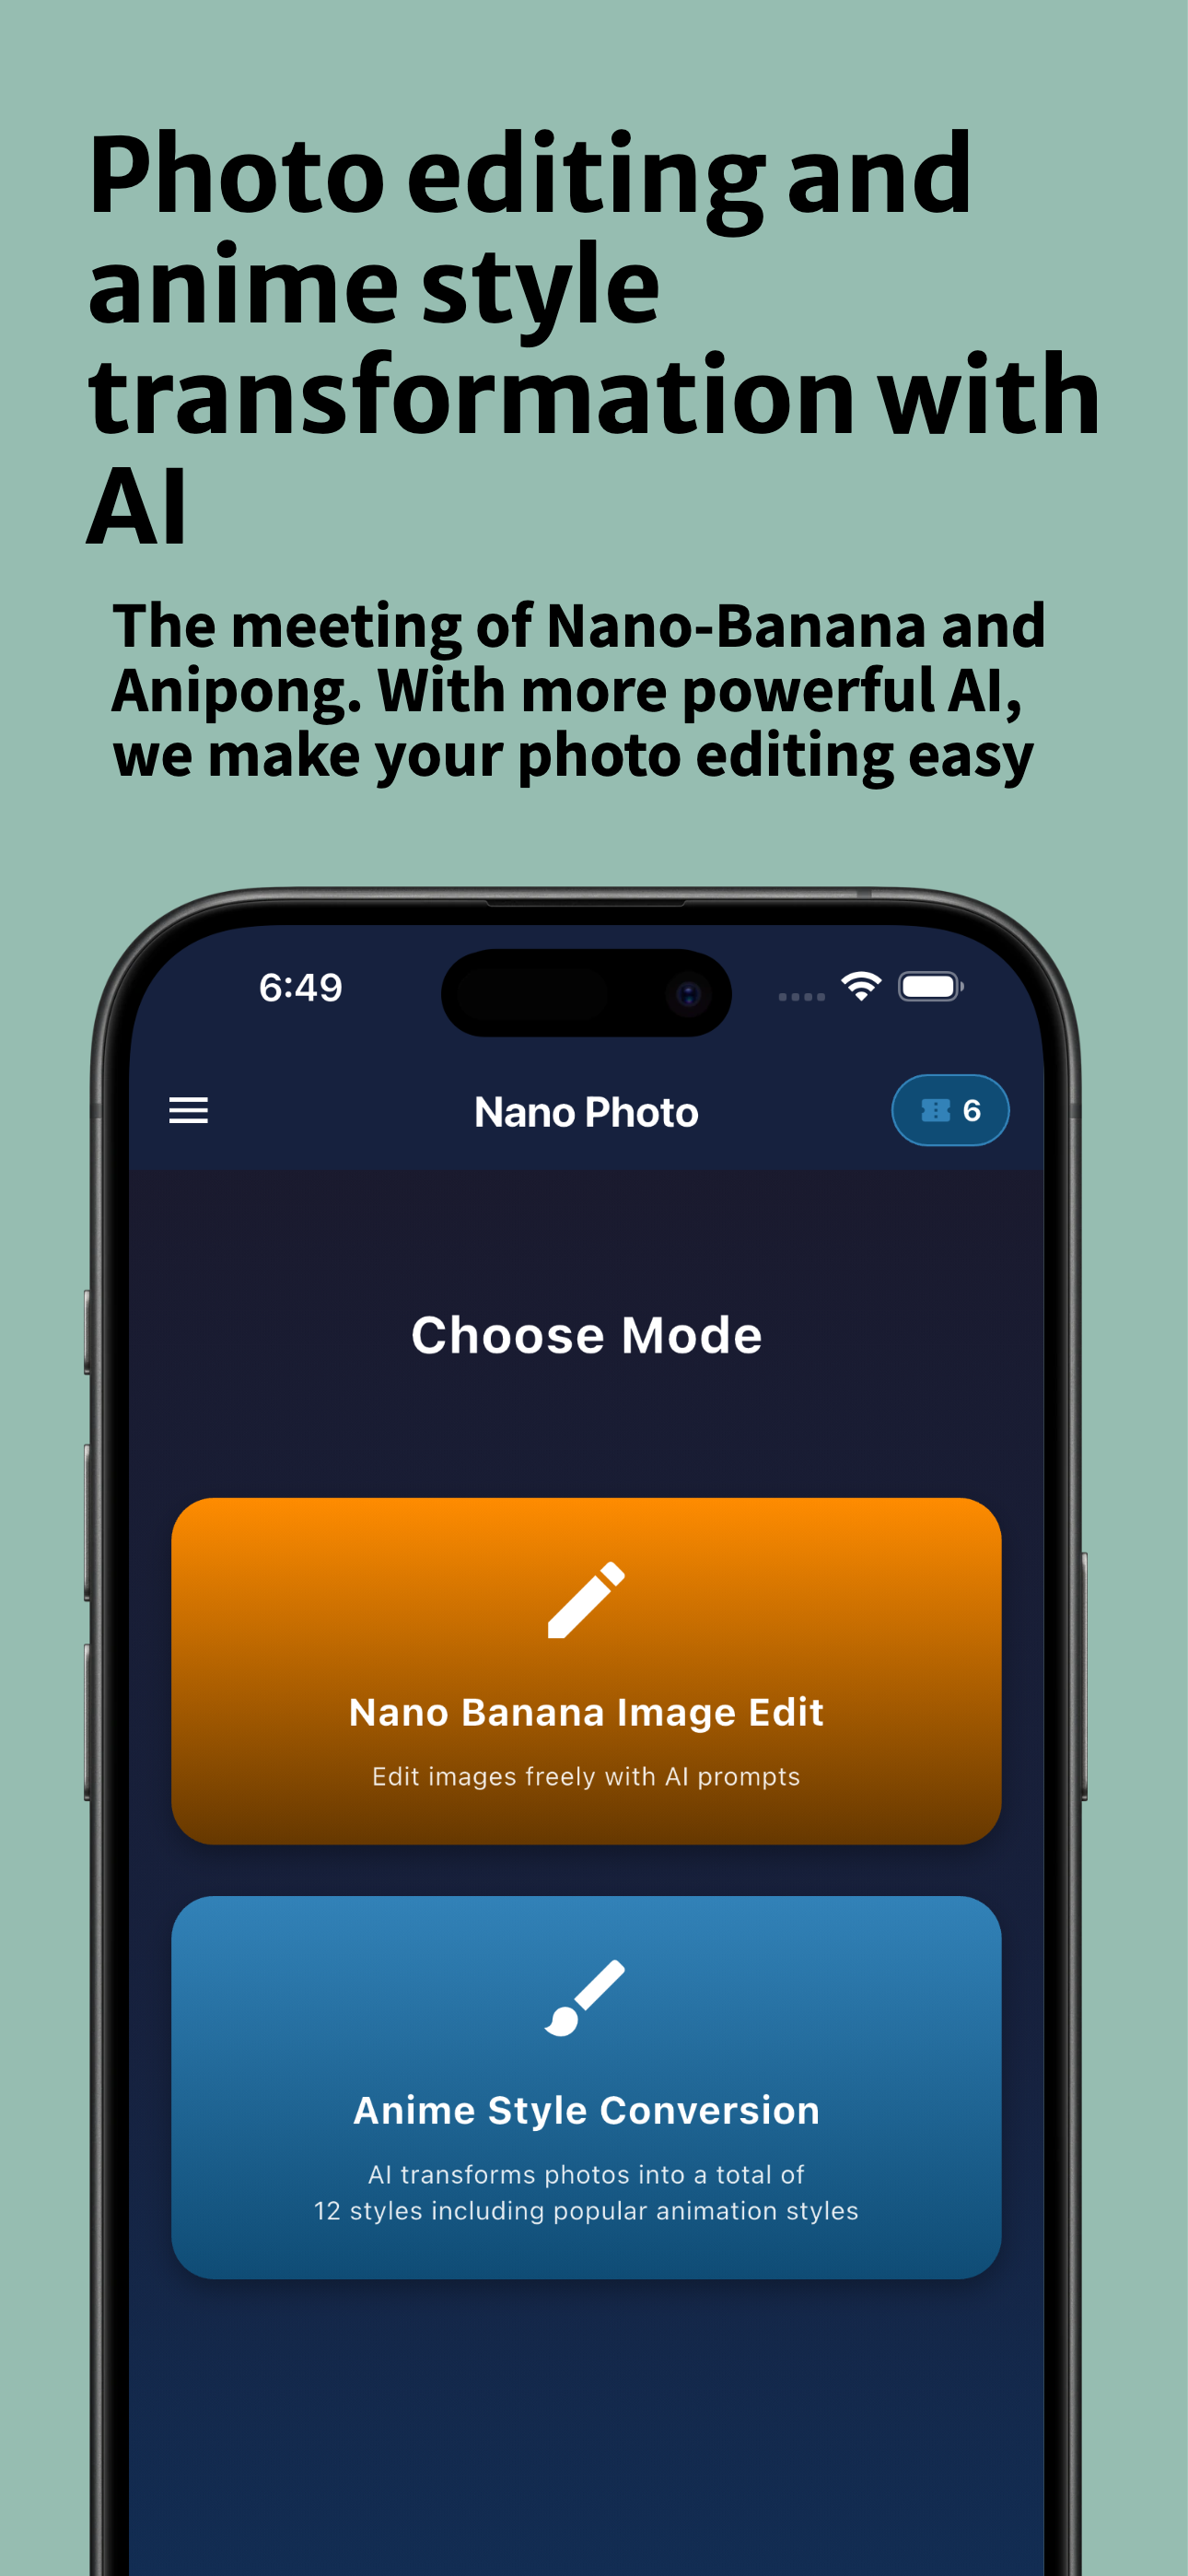 Photo editing and
anime style
transformation with
AI
The meeting of Nano-Banana and
Anipong. With more powerful AI,
we make your photo editing easy
6:49
Nano Photo
6
Choose Mode
Nano Banana Image Edit
Edit images freely with AI prompts
Anime Style Conversion
AI transforms photos into a total of
12 styles including popular animation styles